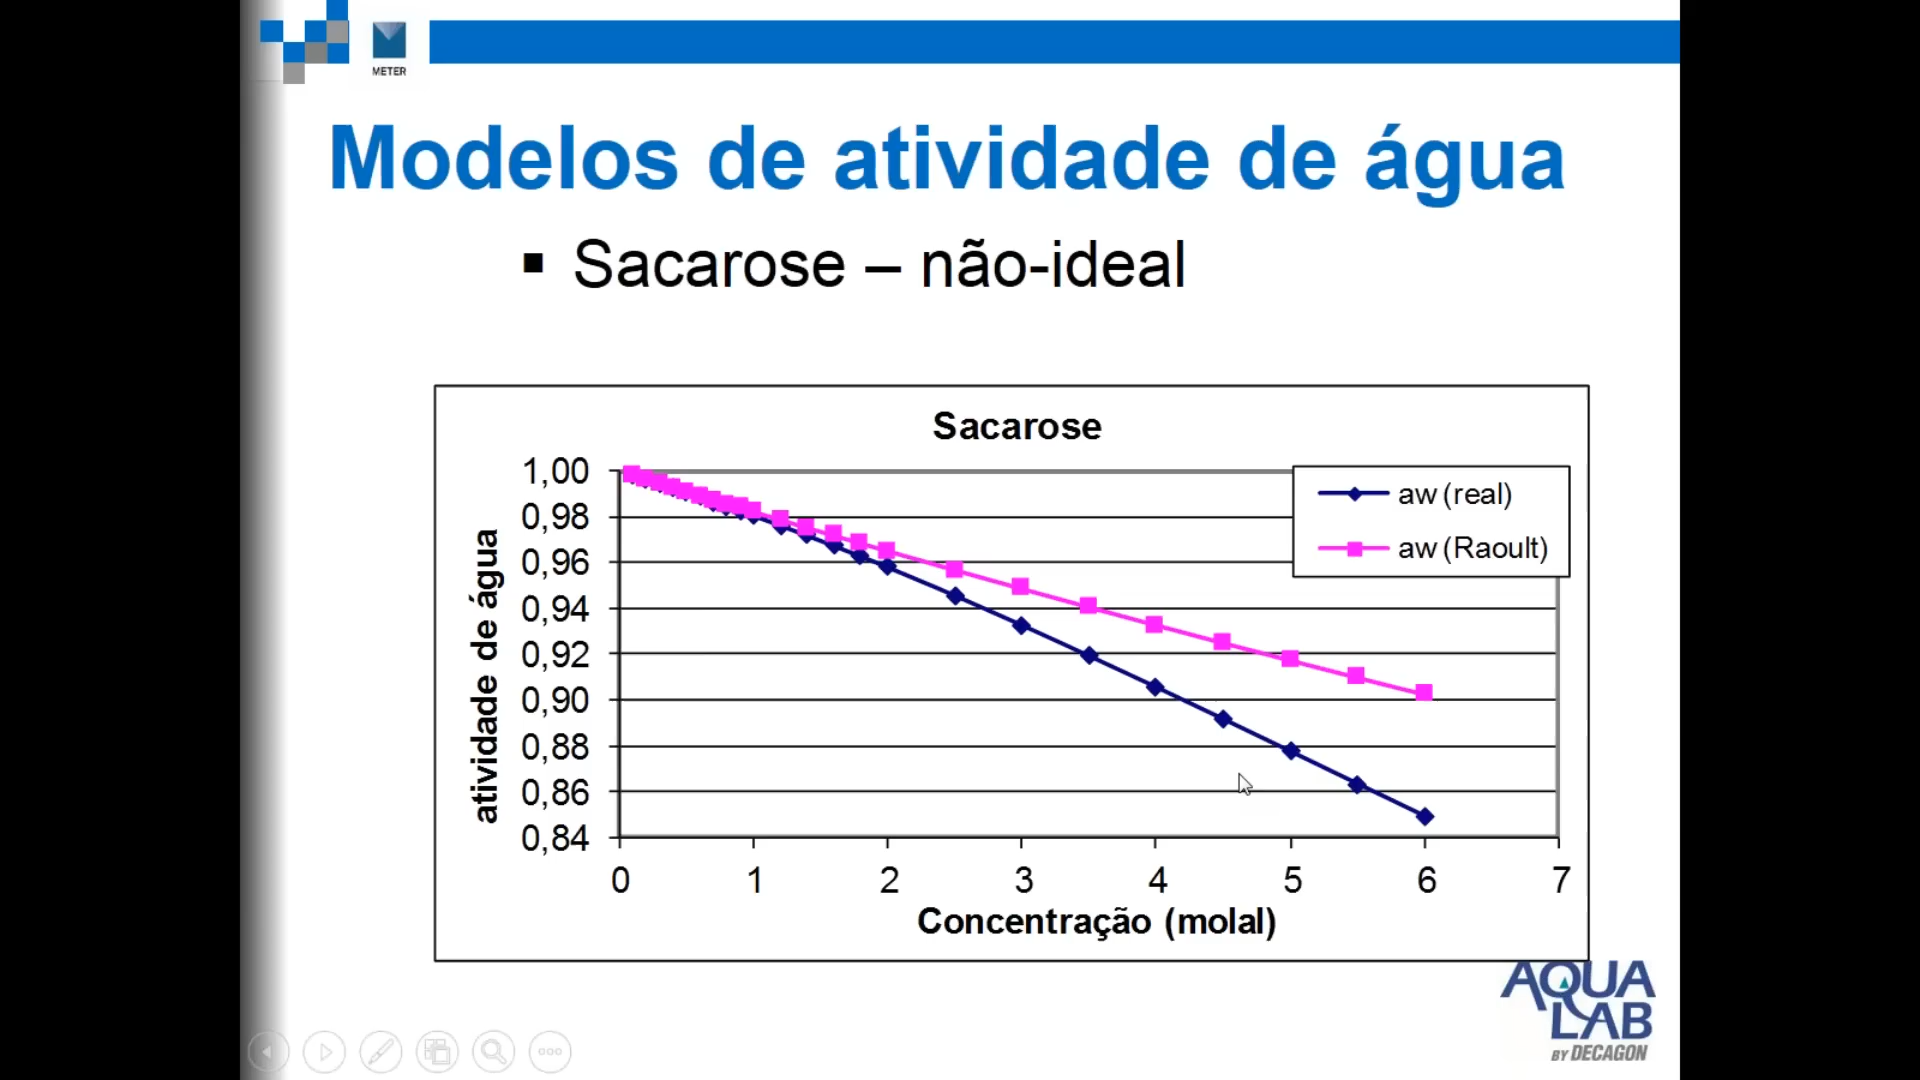 METER
Modelos de atividade de água
▪ Sacarose – não-ideal
Sacarose
1,00
0,98
0,96
0,94
0,92
0,90
0,88
0,86
0,84
atividade de água
aw (real)
aw (Raoult)
0 1 2 3 4 5 6 7
Concentração (molal)
AQUA
LAB
BY DECAGON